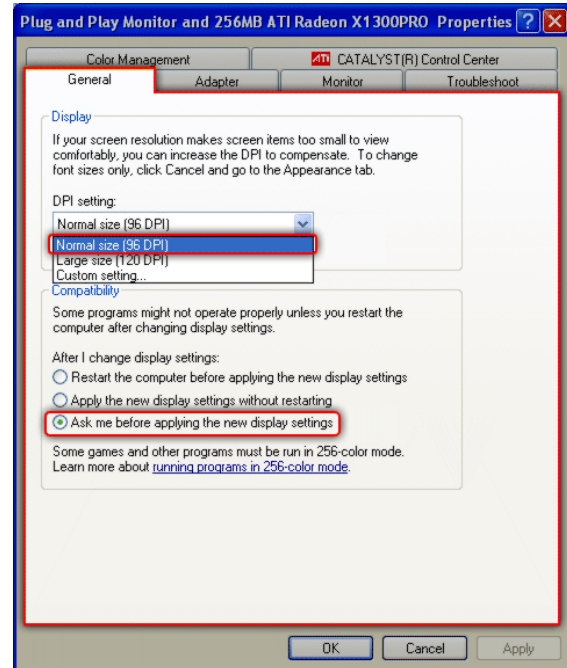 Plug and Play Monitor and 256MB ATI Radeon X1300PRO Properties
Color Management
ATI CATALYST(R) Control Center
General
Adapter
Monitor
Troubleshoot
Display
If your screen resolution makes screen items too small to view
comfortably, you can increase the DPI to compensate. To change
font sizes only, click Cancel and go to the Appearance tab.
DPI setting:
Normal size (96 DPI)
Normal size (96 DPI)
Large size (120 DPI)
Custom setting...
Compatibility
Some programs might not operate properly unless you restart the
computer after changing display settings.
After I change display settings:
Restart the computer before applying the new display settings
Apply the new display settings without restarting
Ask me before applying the new display settings
Some games and other programs must be run in 256-color mode.
Learn more about running programs in 256-color mode.
OK
Cancel
Apply